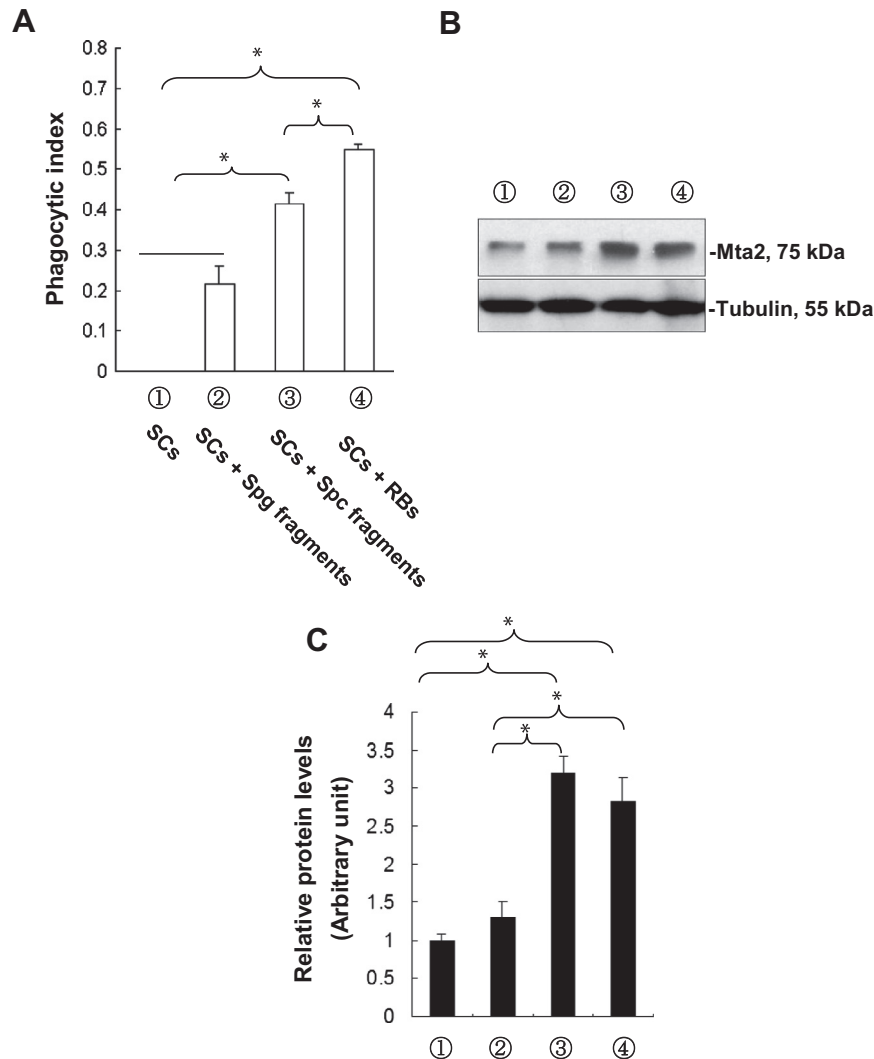 A
B
*
0.8
0.7
*
0.6
*
0.5
0.4
0.3
0.2
0.1
0
Phagocytic index
① ② ③ ④
SCs
SCs + Spg fragments
SCs + Spc fragments
SCs + RBs
① ② ③ ④
-Mta2, 75 kDa
-Tubulin, 55 kDa
C
*
*
*
*
4
3.5
3
2.5
2
1.5
1
0.5
0
Relative protein levels
(Arbitrary unit)
① ② ③ ④